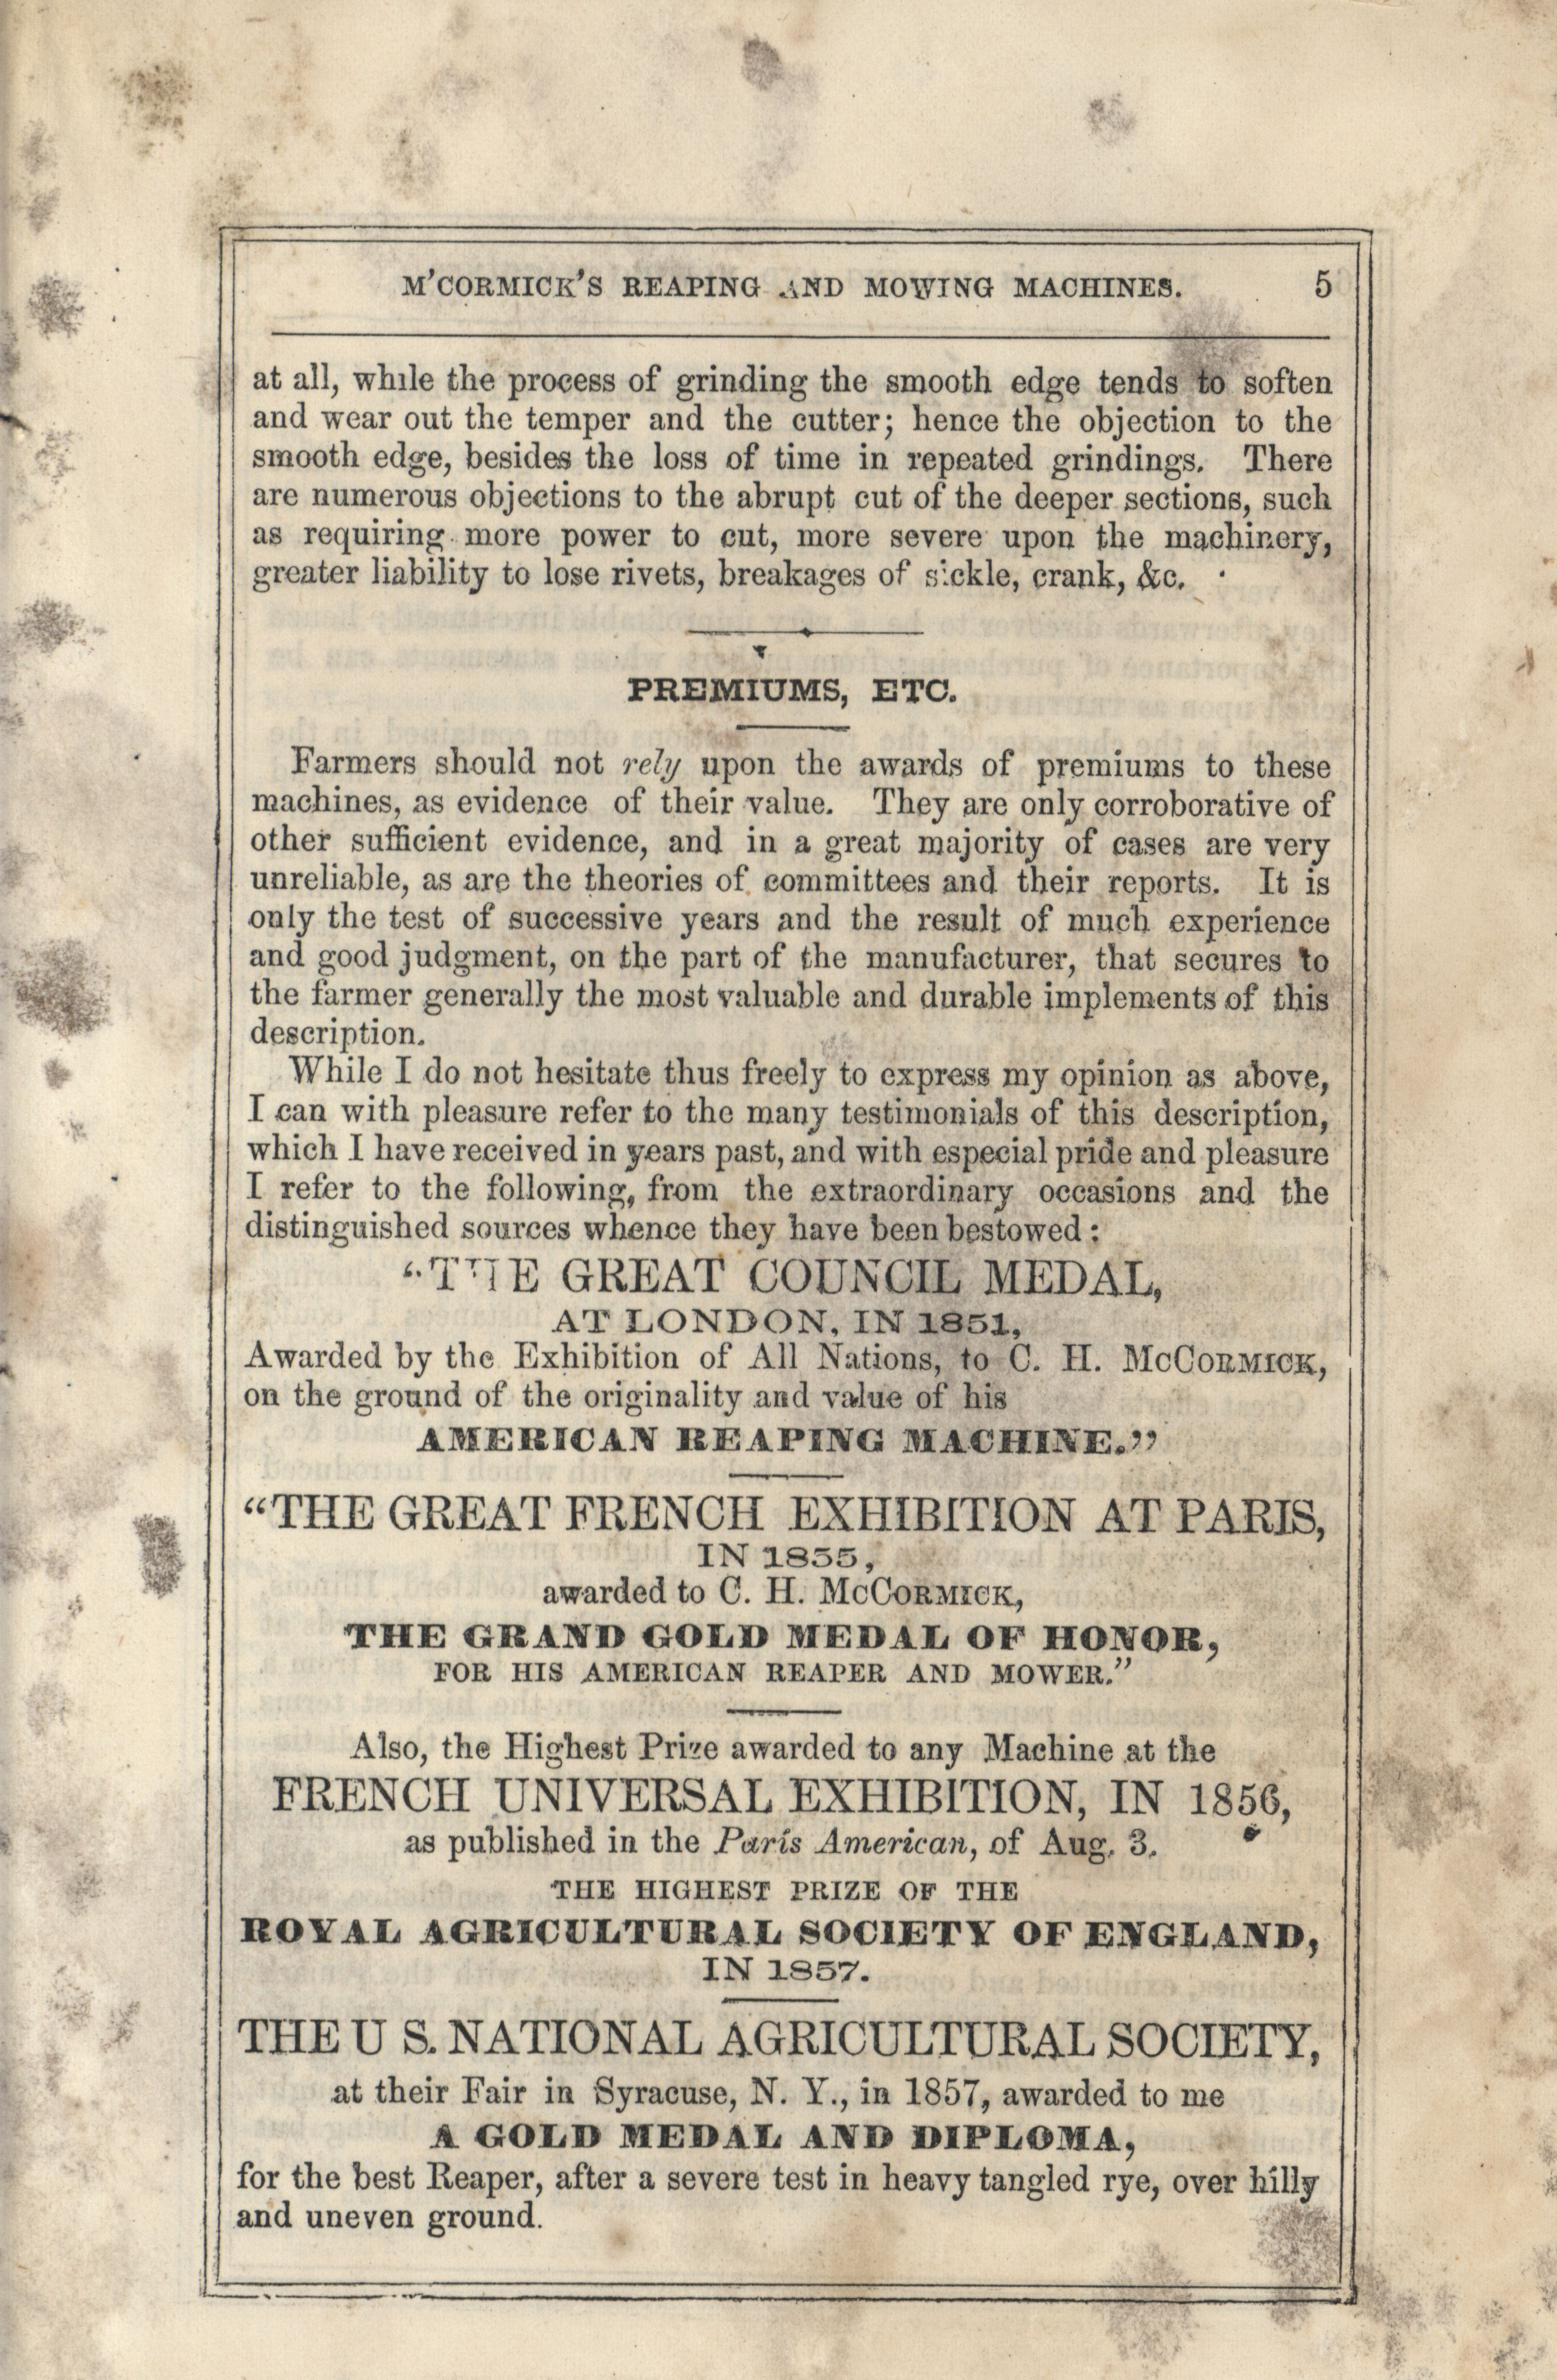 M'CORMICK'S REAPING AND MOWING MACHINES. 5
at all, while the process of grinding the smooth edge tends to soften
and wear out the temper and the cutter; hence the objection to the
smooth edge, besides the loss of time in repeated grindings. There
are numerous objections to the abrupt cut of the deeper sections, such
as requiring more power to cut, more severe upon the machinery,
greater liability to lose rivets, breakages of sickle, crank, &c.
PREMIUMS, ETC.
Farmers should not rely upon the awards of premiums to these
machines, as evidence of their value. They are only corroborative of
other sufficient evidence, and in a great majority of cases are very
unreliable, as are the theories of committees and their reports. It is
only the test of successive years and the result of much experience
and good judgment, on the part of the manufacturer, that secures to
the farmer generally the most valuable and durable implements of this
description.
While I do not hesitate thus freely to express my opinion as above,
I can with pleasure refer to the many testimonials of this description,
which I have received in years past, and with especial pride and pleasure
I refer to the following, from the extraordinary occasions and the
distinguished sources whence they have been bestowed:
"THE GREAT COUNCIL MEDAL,
AT LONDON, IN 1851,
Awarded by the Exhibition of All Nations, to C. H. McCORMICK,
on the ground of the originality and value of his
AMERICAN REAPING MACHINE."
"THE GREAT FRENCH EXHIBITION AT PARIS,
IN 1855,
awarded to C. H. McCORMICK,
THE GRAND GOLD MEDAL OF HONOR,
FOR HIS AMERICAN REAPER AND MOWER."
Also, the Highest Prize awarded to any Machine at the
FRENCH UNIVERSAL EXHIBITION, IN 1856,
as published in the Paris American, of Aug. 3.
THE HIGHEST PRIZE OF THE
ROYAL AGRICULTURAL SOCIETY OF ENGLAND,
IN 1857.
THE U S. NATIONAL AGRICULTURAL SOCIETY,
at their Fair in Syracuse, N. Y., in 1857, awarded to me
A GOLD MEDAL AND DIPLOMA,
for the best Reaper, after a severe test in heavy tangled rye, over hilly
and uneven ground.